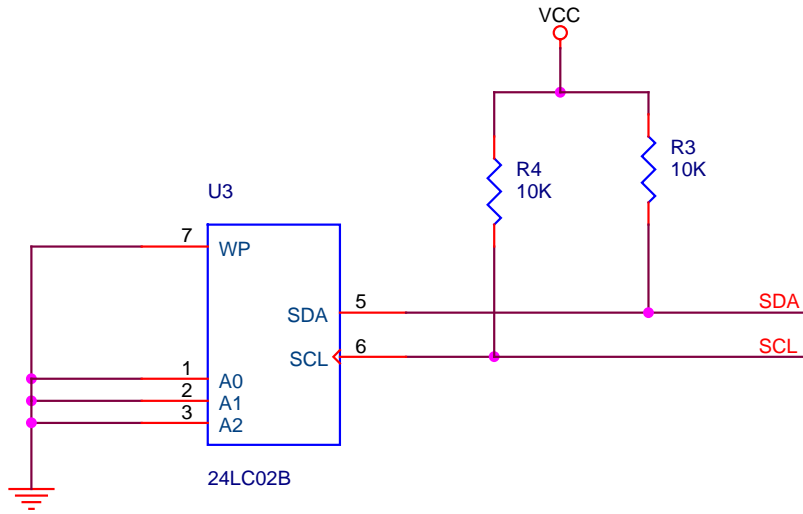 VCC
R4
10K
R3
10K
U3
7
WP
SDA
5
SDA
SCL
6
SCL
1
A0
2
A1
3
A2
24LC02B